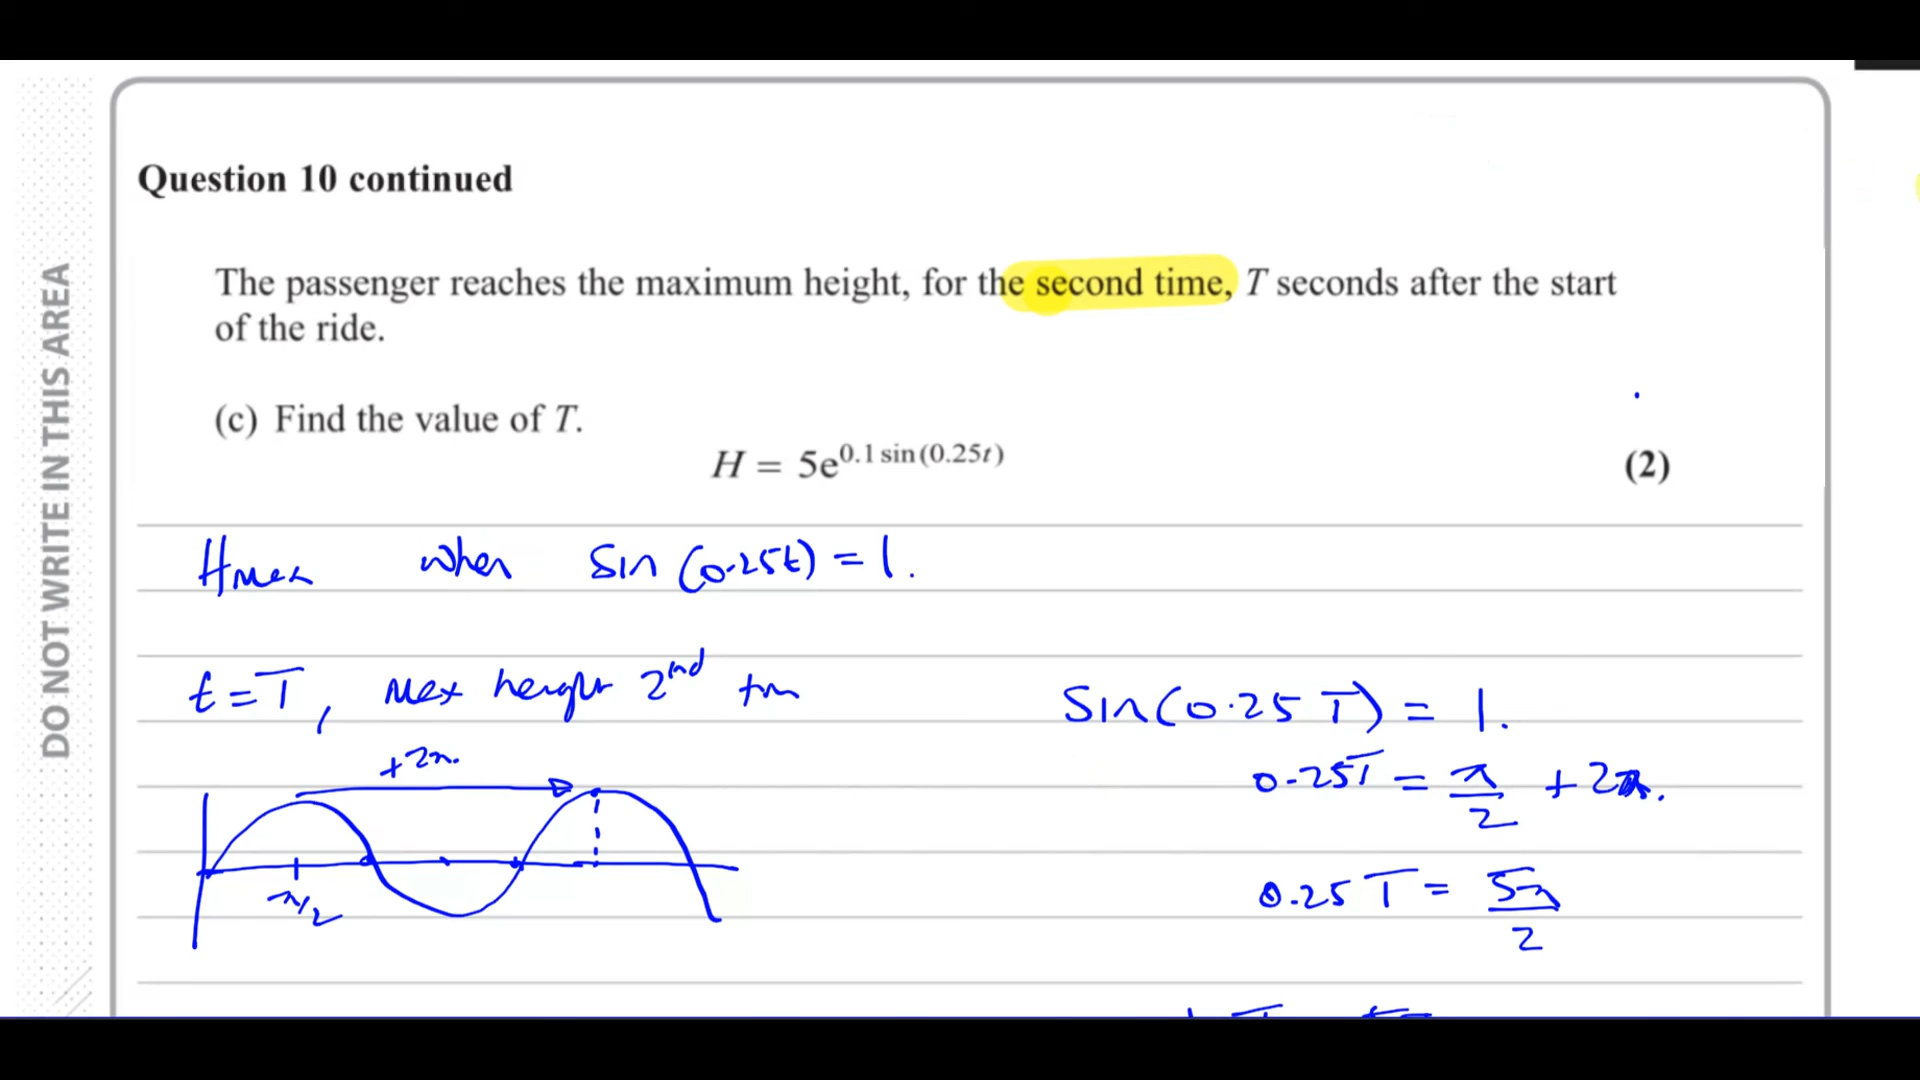 DO NOT WRITE IN THIS AREA
Question 10 continued
The passenger reaches the maximum height, for the second time, T seconds after the start
of the ride.
(c) Find the value of T.
H = 5e^{0.1 sin(0.25t)}
(2)
Hmax when Sin (0.25t) = 1.
t = T, Max height 2nd
Sin(0.25T) = 1.
+2π.
0.25T = π/2 + 2π.
π/2
0.25T = 5π/2